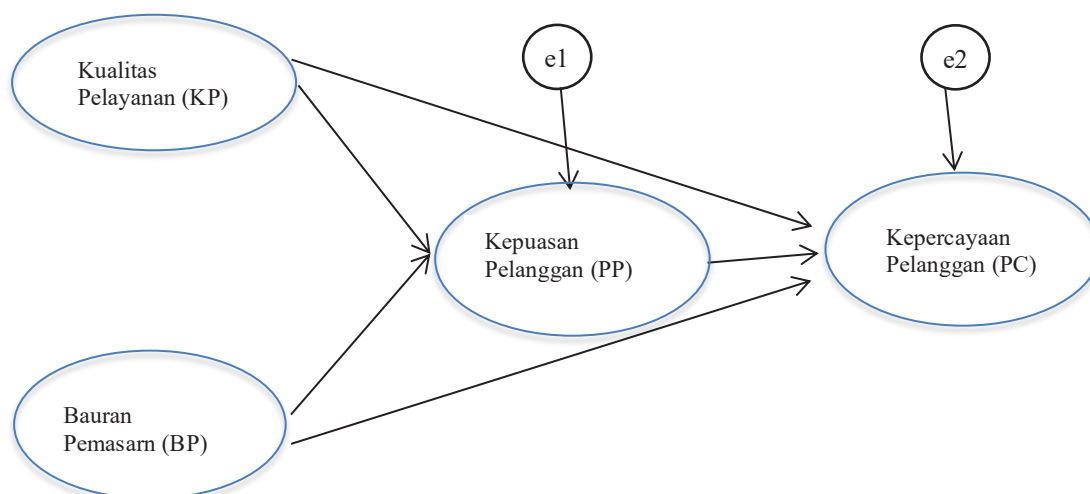 Kualitas
Pelayanan (KP)
e1
e2
Kepuasan
Pelanggan (PP)
Kepercayaan
Pelanggan (PC)
Bauran
Pemasarn (BP)